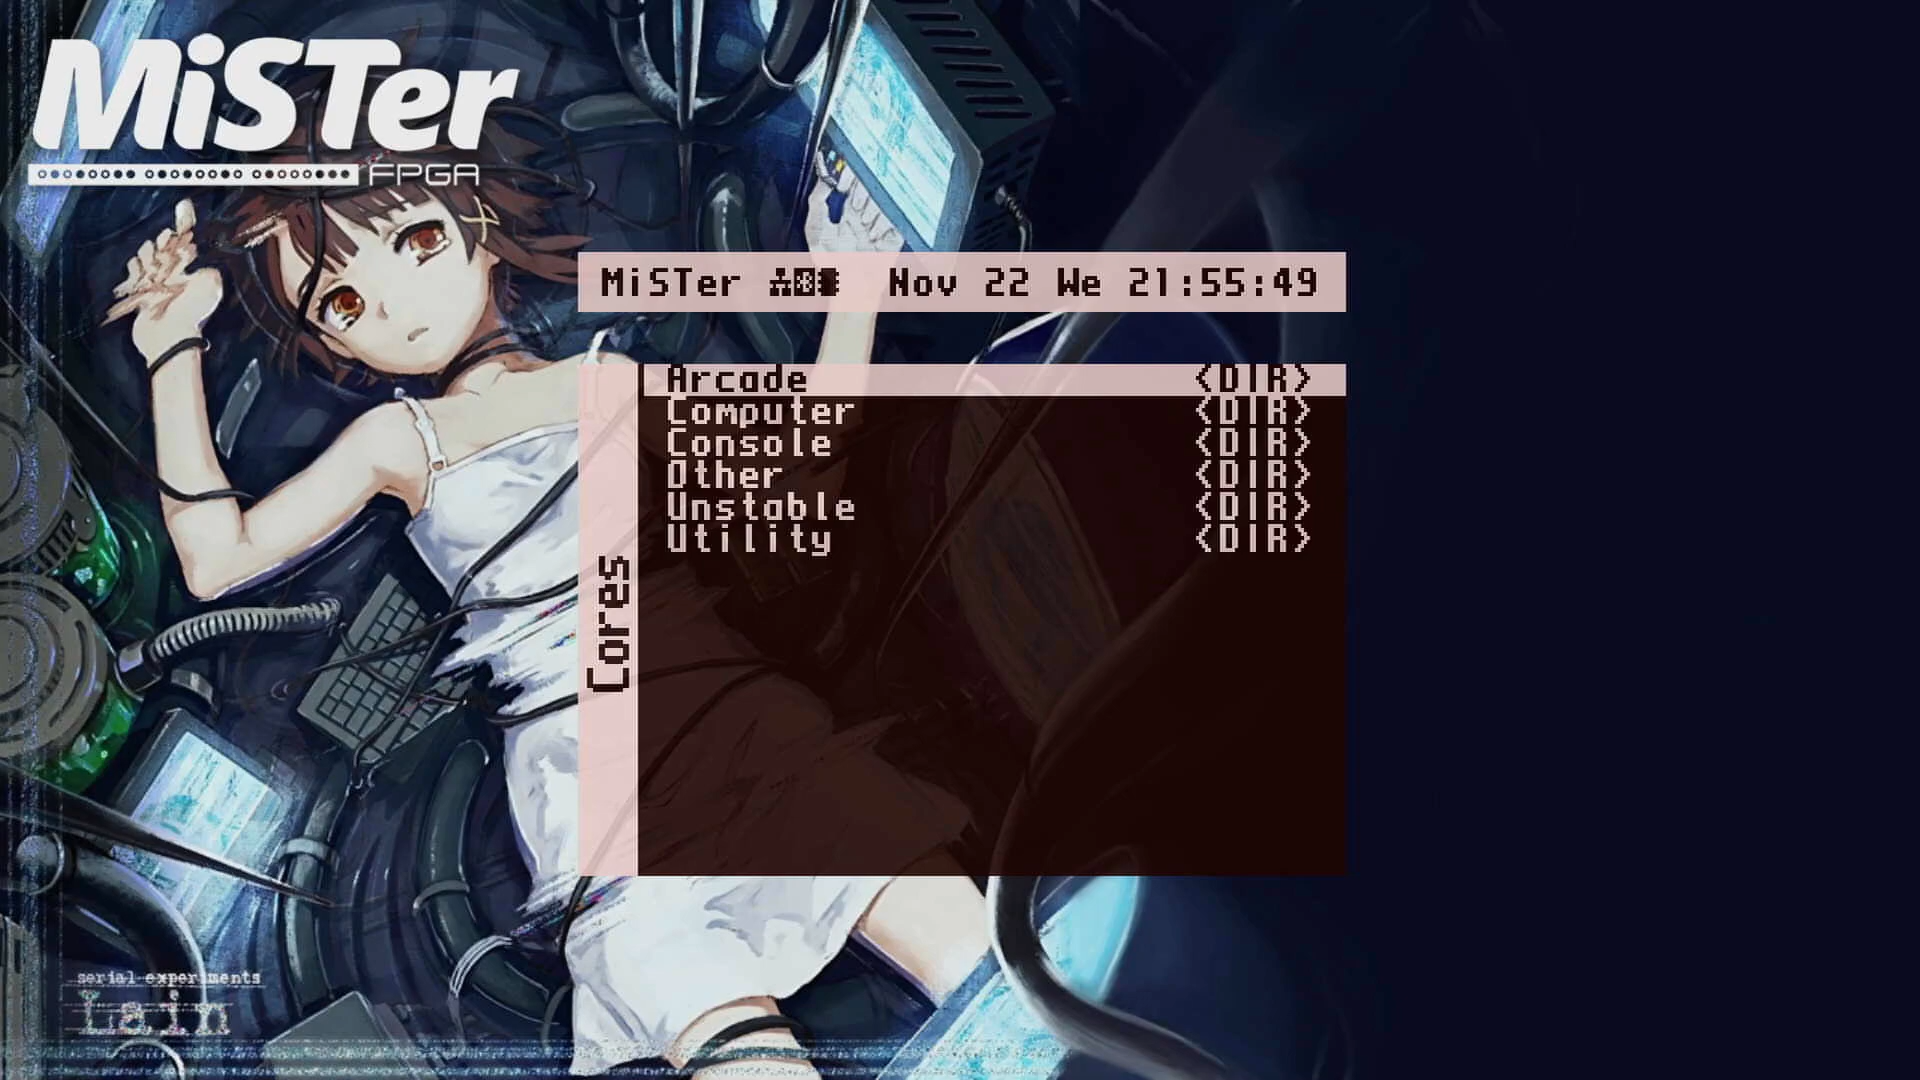 MiSTer
FPGA
MiSTer Nov 22 We 21:55:49
Arcade <DIR>
Computer <DIR>
Console <DIR>
Other <DIR>
Unstable <DIR>
Utility <DIR>
Cores
serial experiments
lain